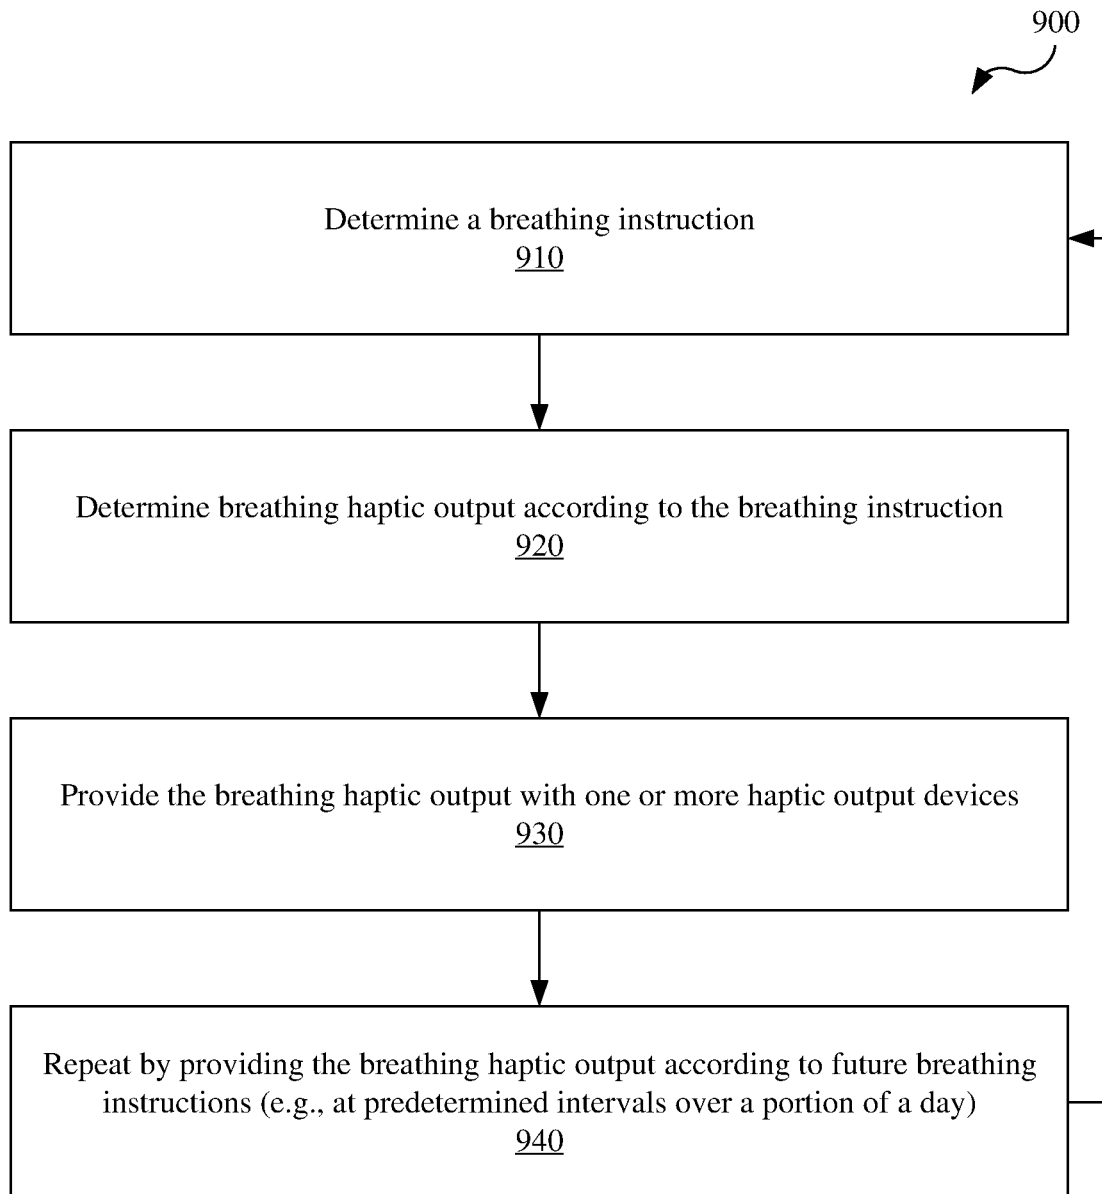 900
Determine a breathing instruction
910
Determine breathing haptic output according to the breathing instruction
920
Provide the breathing haptic output with one or more haptic output devices
930
Repeat by providing the breathing haptic output according to future breathing
instructions (e.g., at predetermined intervals over a portion of a day)
940